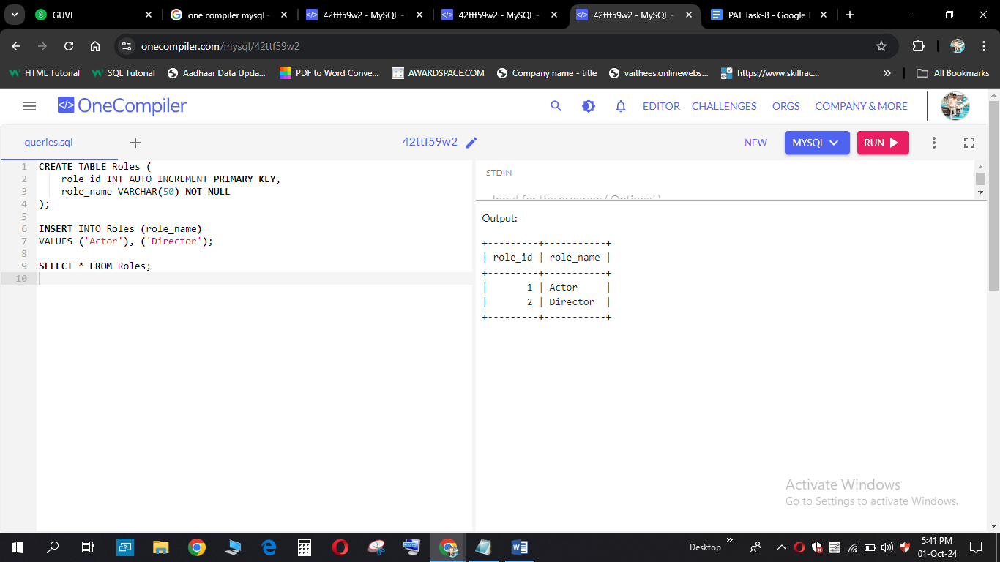 GUVI
one compiler mysql -
42ttf59w2 - MySQL -
42ttf59w2 - MySQL -
42ttf59w2 - MySQL -
PAT Task-8 - Google
onecompiler.com/mysql/42ttf59w2
HTML Tutorial
SQL Tutorial
Aadhaar Data Upda...
PDF to Word Conve...
AWARDSPACE.COM
Company name - title
vaithees.onlinewebs...
https://www.skillrac...
»
All Bookmarks
</> OneCompiler
EDITOR
CHALLENGES
ORGS
COMPANY & MORE
queries.sql
+
42ttf59w2
NEW
MYSQL
RUN
1 CREATE TABLE Roles (
2 role_id INT AUTO_INCREMENT PRIMARY KEY,
3 role_name VARCHAR(50) NOT NULL
4 );
5
6 INSERT INTO Roles (role_name)
7 VALUES ('Actor'), ('Director');
8
9 SELECT * FROM Roles;
10
STDIN
Input for the program ( Optional )
Output:
+---------+-----------+
| role_id | role_name |
+---------+-----------+
| 1 | Actor |
| 2 | Director |
+---------+-----------+
Activate Windows
Go to Settings to activate Windows.
Desktop
»
5:41 PM
01-Oct-24